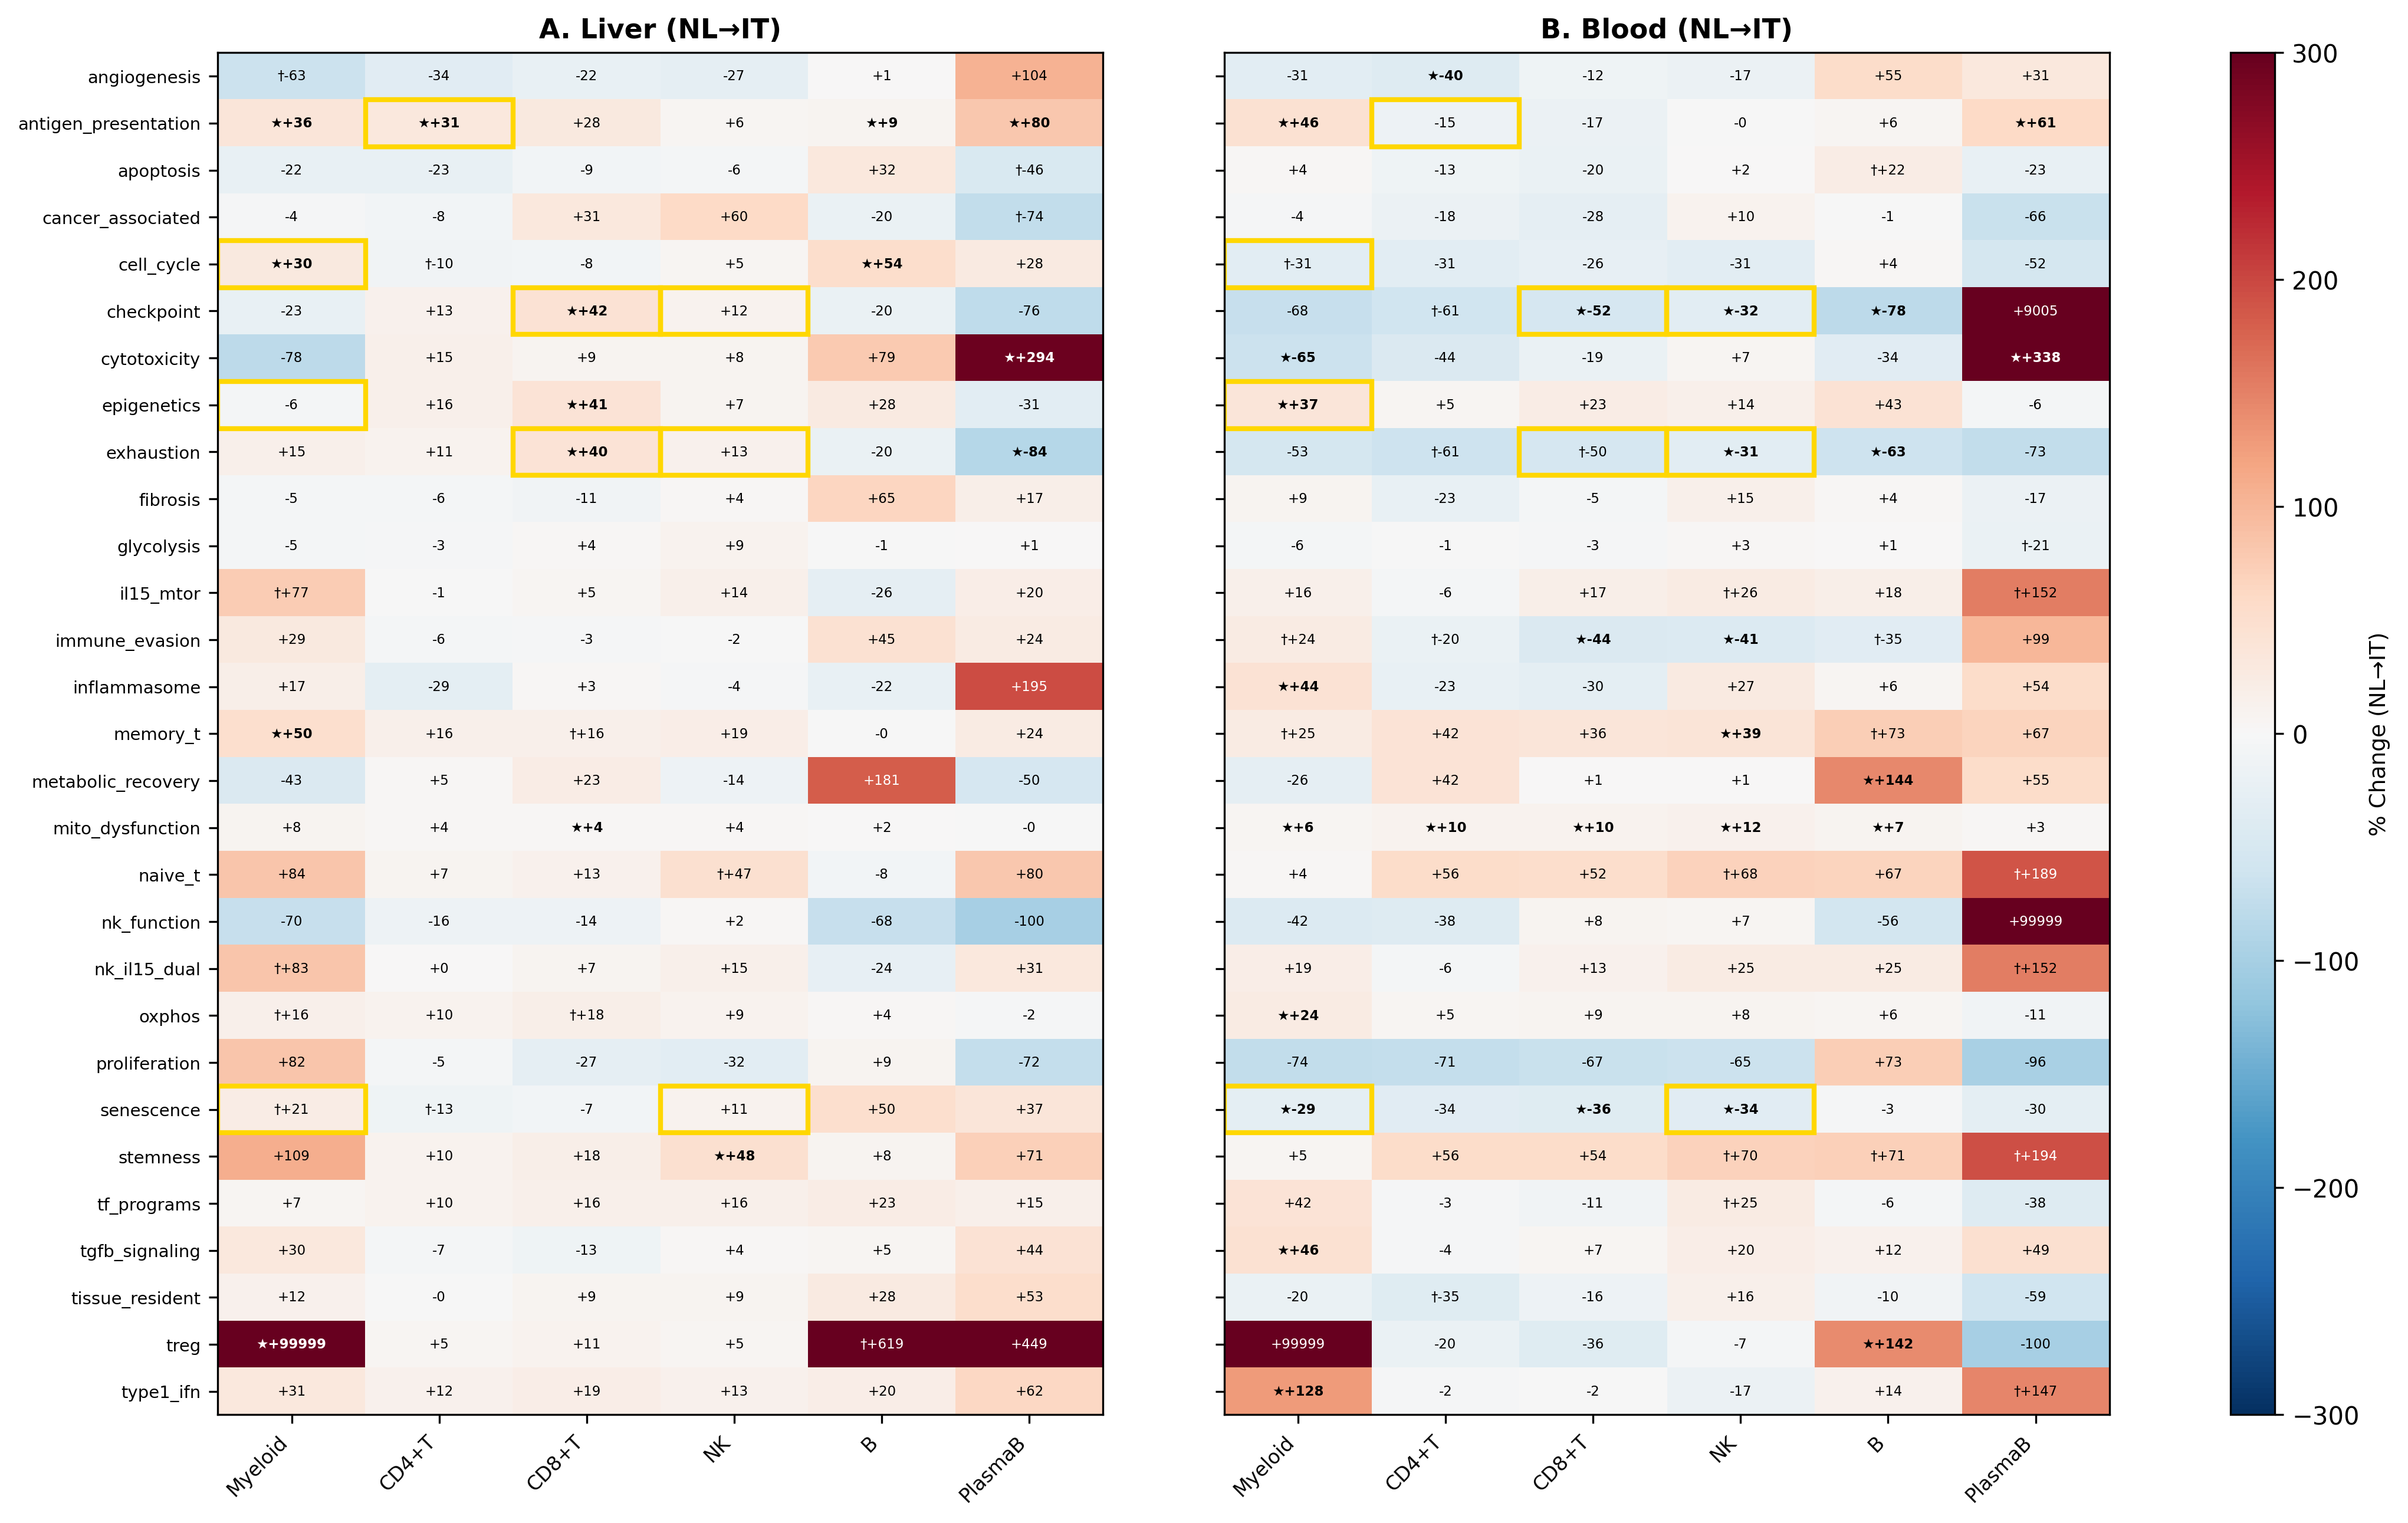 A. Liver (NL→IT) B. Blood (NL→IT)
angiogenesis †-63 -34 -22 -27 +1 +104 -31 ★-40 -12 -17 +55 +31
antigen_presentation ★+36 ★+31 +28 +6 ★+9 ★+80 ★+46 -15 -17 -0 +6 ★+61
apoptosis -22 -23 -9 -6 +32 †-46 +4 -13 -20 +2 †+22 -23
cancer_associated -4 -8 +31 +60 -20 †-74 -4 -18 -28 +10 -1 -66
cell_cycle ★+30 †-10 -8 +5 ★+54 +28 †-31 -31 -26 -31 +4 -52
checkpoint -23 +13 ★+42 +12 -20 -76 -68 †-61 ★-52 ★-32 ★-78 +9005
cytotoxicity -78 +15 +9 +8 +79 ★+294 ★-65 -44 -19 +7 -34 ★+338
epigenetics -6 +16 ★+41 +7 +28 -31 ★+37 +5 +23 +14 +43 -6
exhaustion +15 +11 ★+40 +13 -20 ★-84 -53 †-61 †-50 ★-31 ★-63 -73
fibrosis -5 -6 -11 +4 +65 +17 +9 -23 -5 +15 +4 -17
glycolysis -5 -3 +4 +9 -1 +1 -6 -1 -3 +3 +1 †-21
il15_mtor †+77 -1 +5 +14 -26 +20 +16 -6 +17 †+26 +18 †+152
immune_evasion +29 -6 -3 -2 +45 +24 †+24 †-20 ★-44 ★-41 †-35 +99
inflammasome +17 -29 +3 -4 -22 +195 ★+44 -23 -30 +27 +6 +54
memory_t ★+50 +16 †+16 +19 -0 +24 †+25 +42 +36 ★+39 †+73 +67
metabolic_recovery -43 +5 +23 -14 +181 -50 -26 +42 +1 +1 ★+144 +55
mito_dysfunction +8 +4 ★+4 +4 +2 -0 ★+6 ★+10 ★+10 ★+12 ★+7 +3
naive_t +84 +7 +13 †+47 -8 +80 +4 +56 +52 †+68 +67 †+189
nk_function -70 -16 -14 +2 -68 -100 -42 -38 +8 +7 -56 +99999
nk_il15_dual †+83 +0 +7 +15 -24 +31 +19 -6 +13 +25 +25 †+152
oxphos †+16 +10 †+18 +9 +4 -2 ★+24 +5 +9 +8 +6 -11
proliferation +82 -5 -27 -32 +9 -72 -74 -71 -67 -65 +73 -96
senescence †+21 †-13 -7 +11 +50 +37 ★-29 -34 ★-36 ★-34 -3 -30
stemness +109 +10 +18 ★+48 +8 +71 +5 +56 +54 †+70 †+71 †+194
tf_programs +7 +10 +16 +16 +23 +15 +42 -3 -11 †+25 -6 -38
tgfb_signaling +30 -7 -13 +4 +5 +44 ★+46 -4 +7 +20 +12 +49
tissue_resident +12 -0 +9 +9 +28 +53 -20 †-35 -16 +16 -10 -59
treg ★+99999 +5 +11 +5 †+619 +449 +99999 -20 -36 -7 ★+142 -100
type1_ifn +31 +12 +19 +13 +20 +62 ★+128 -2 -2 -17 +14 †+147
Myeloid CD4+T CD8+T NK B PlasmaB Myeloid CD4+T CD8+T NK B PlasmaB
300
200
100
0
−100
−200
−300
% Change (NL→IT)